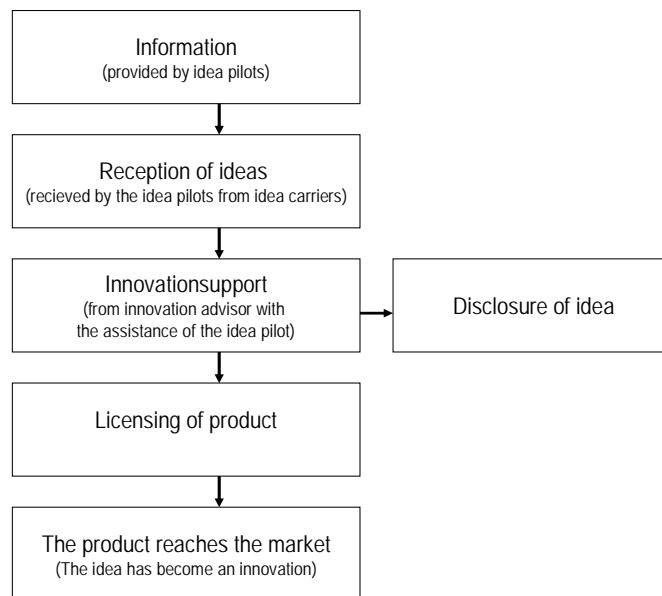 Information
(provided by idea pilots)
Reception of ideas
(recieved by the idea pilots from idea carriers)
Innovationsupport
(from innovation advisor with
the assistance of the idea pilot)
Disclosure of idea
Licensing of product
The product reaches the market
(The idea has become an innovation)